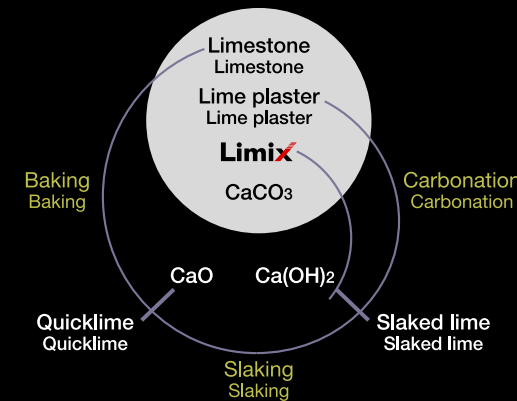 Limestone
Limestone
Lime plaster
Lime plaster
Limix
CaCO3
Baking
Baking
Carbonation
Carbonation
CaO
Ca(OH)2
Quicklime
Quicklime
Slaked lime
Slaked lime
Slaking
Slaking